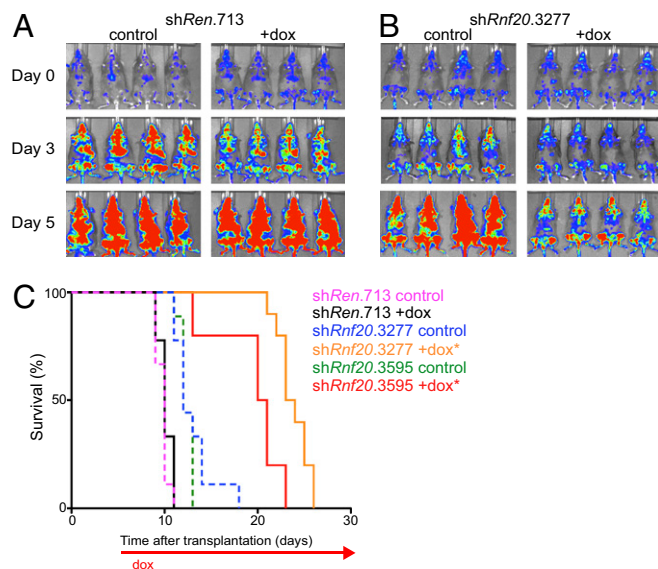 A
shRen.713
control +dox
B
shRnf20.3277
control +dox
Day 0
Day 3
Day 5
C
100
50
0
Survival (%)
shRen.713 control
shRen.713 +dox
shRnf20.3277 control
shRnf20.3277 +dox*
shRnf20.3595 control
shRnf20.3595 +dox*
0 10 20 30
Time after transplantation (days)
dox